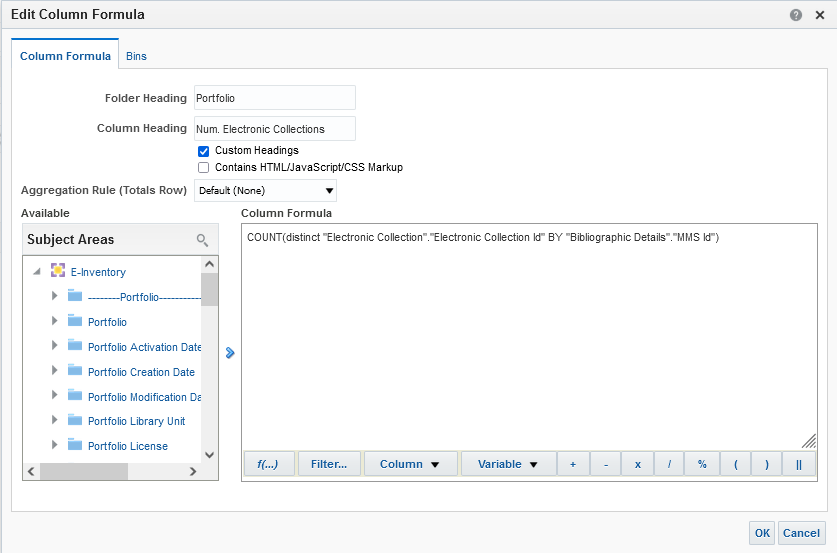 Edit Column Formula
Column Formula
Bins
Folder Heading
Portfolio
Column Heading
Num. Electronic Collections
Custom Headings
Contains HTML/JavaScript/CSS Markup
Aggregation Rule (Totals Row)
Default (None)
Available
Column Formula
Subject Areas
COUNT(distinct "Electronic Collection"."Electronic Collection Id" BY "Bibliographic Details"."MMS Id")
E-Inventory
--------Portfolio-----------
Portfolio
Portfolio Activation Date
Portfolio Creation Date
Portfolio Modification Da
Portfolio Library Unit
Portfolio License
f(...) Filter... Column Variable + - x / % ( ) ||
OK Cancel